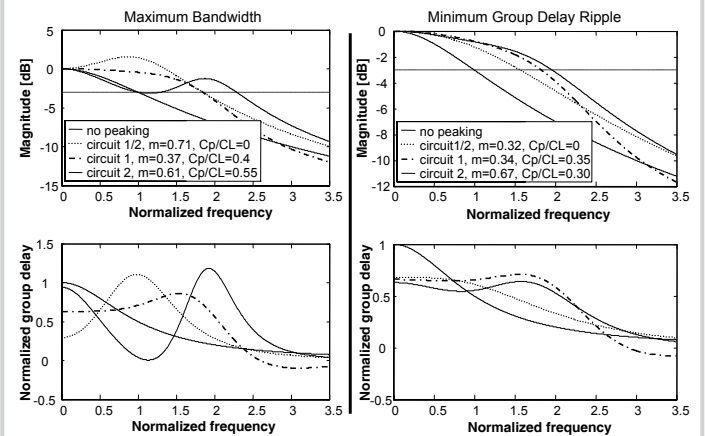 Maximum Bandwidth
Magnitude [dB]
5
0
-5
-10
-15
no peaking
circuit 1/2, m=0.71, Cp/CL=0
circuit 1, m=0.37, Cp/CL=0.4
circuit 2, m=0.61, Cp/CL=0.55
0 0.5 1 1.5 2 2.5 3 3.5
Normalized frequency
Minimum Group Delay Ripple
Magnitude [dB]
0
-2
-4
-6
-8
-10
-12
no peaking
circuit1/2, m=0.32, Cp/CL=0
circuit 1, m=0.34, Cp/CL=0.35
circuit 2, m=0.67, Cp/CL=0.30
0 0.5 1 1.5 2 2.5 3 3.5
Normalized frequency
Normalized group delay
1.5
1
0.5
0
-0.5
0 0.5 1 1.5 2 2.5 3 3.5
Normalized frequency
Normalized group delay
1
0.5
0
-0.5
0 0.5 1 1.5 2 2.5 3 3.5
Normalized frequency